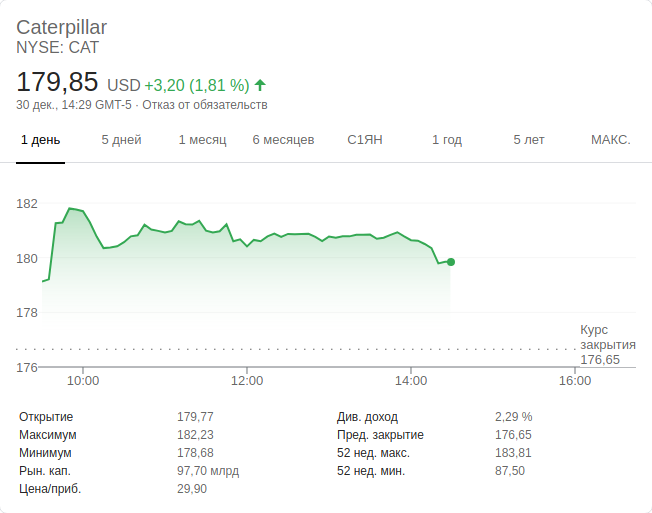 Caterpillar
NYSE: CAT
179,85 USD +3,20 (1,81 %)
30 дек., 14:29 GMT-5 · Отказ от обязательств
1 день 5 дней 1 месяц 6 месяцев С1ЯН 1 год 5 лет МАКС.
182
180
178
Курс
закрытия
176,65
176
10:00 12:00 14:00 16:00
Открытие 179,77 Див. доход 2,29 %
Максимум 182,23 Пред. закрытие 176,65
Минимум 178,68 52 нед. макс. 183,81
Рын. кап. 97,70 млрд 52 нед. мин. 87,50
Цена/приб. 29,90